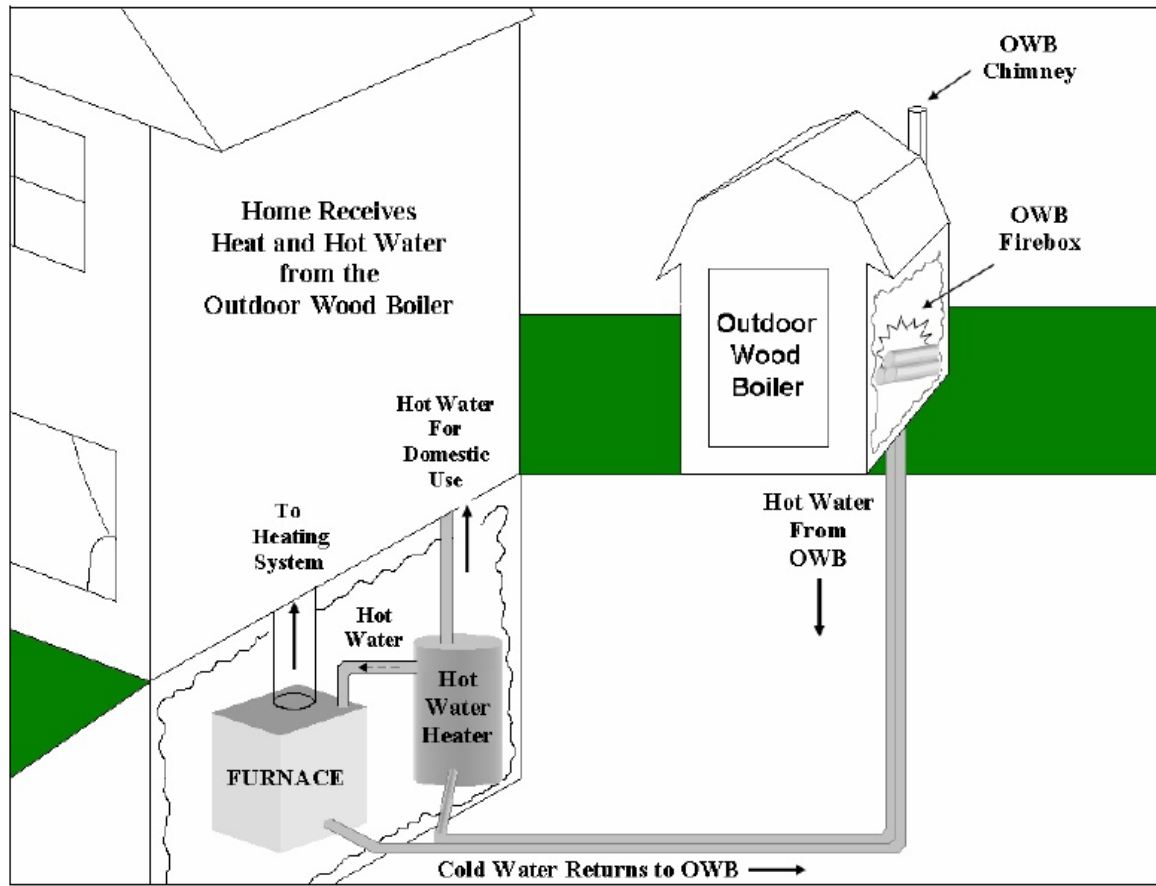 OWB
Chimney
Home Receives
Heat and Hot Water
from the
Outdoor Wood Boiler
OWB
Firebox
Outdoor
Wood
Boiler
Hot Water
For
Domestic
Use
To
Heating
System
Hot Water
From
OWB
Hot
Water
Hot
Water
Heater
FURNACE
Cold Water Returns to OWB